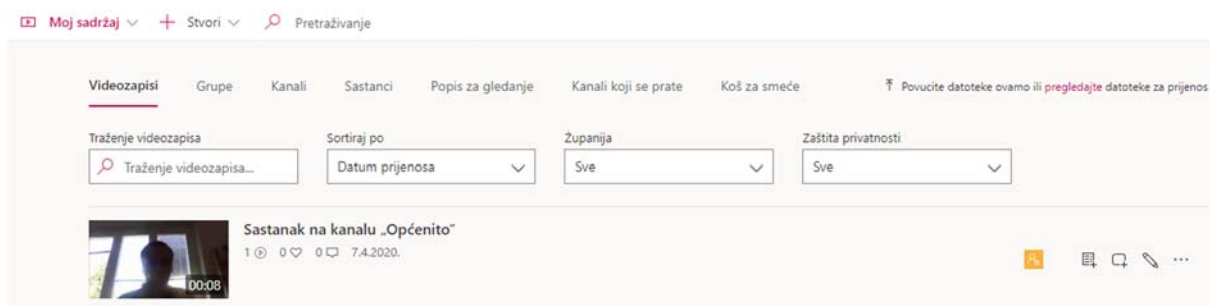 Moj sadržaj Stvori Pretraživanje
Videozapisi Grupe Kanali Sastanci Popis za gledanje Kanali koji se prate Koš za smeće Povucite datoteke ovamo ili pregledajte datoteke za prijenos
Traženje videozapisa Sortiraj po Županija Zaštita privatnosti
Traženje videozapisa... Datum prijenosa Sve Sve
Sastanak na kanalu „Općenito”
1 0 0 7.4.2020.
00:08